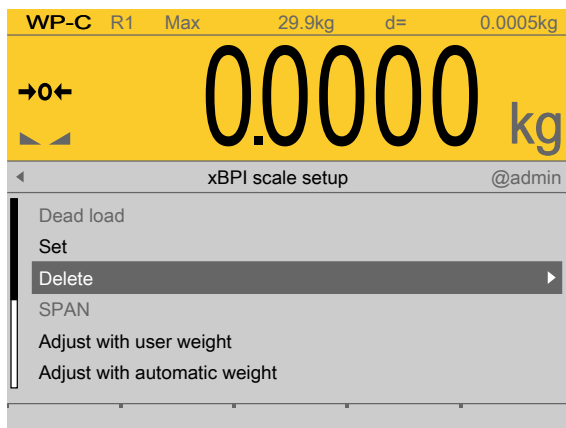 WP-C R1 Max 29.9kg d= 0.0005kg
→0←
0.0000 kg
xBPI scale setup @admin
Dead load
Set
Delete
SPAN
Adjust with user weight
Adjust with automatic weight